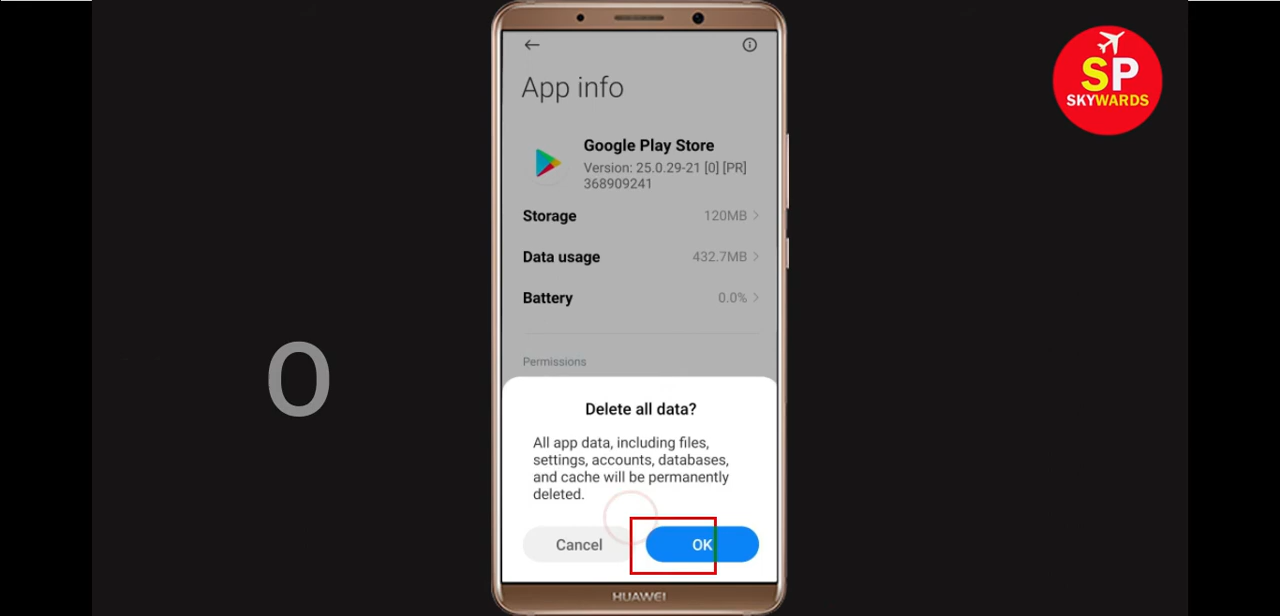 App info
Google Play Store
Version: 25.0.29-21 [0] [PR]
368909241
Storage 120MB
Data usage 432.7MB
Battery 0.0%
Permissions
Delete all data?
All app data, including files,
settings, accounts, databases,
and cache will be permanently
deleted.
Cancel OK
HUAWEI
O
SP
SKYWARDS